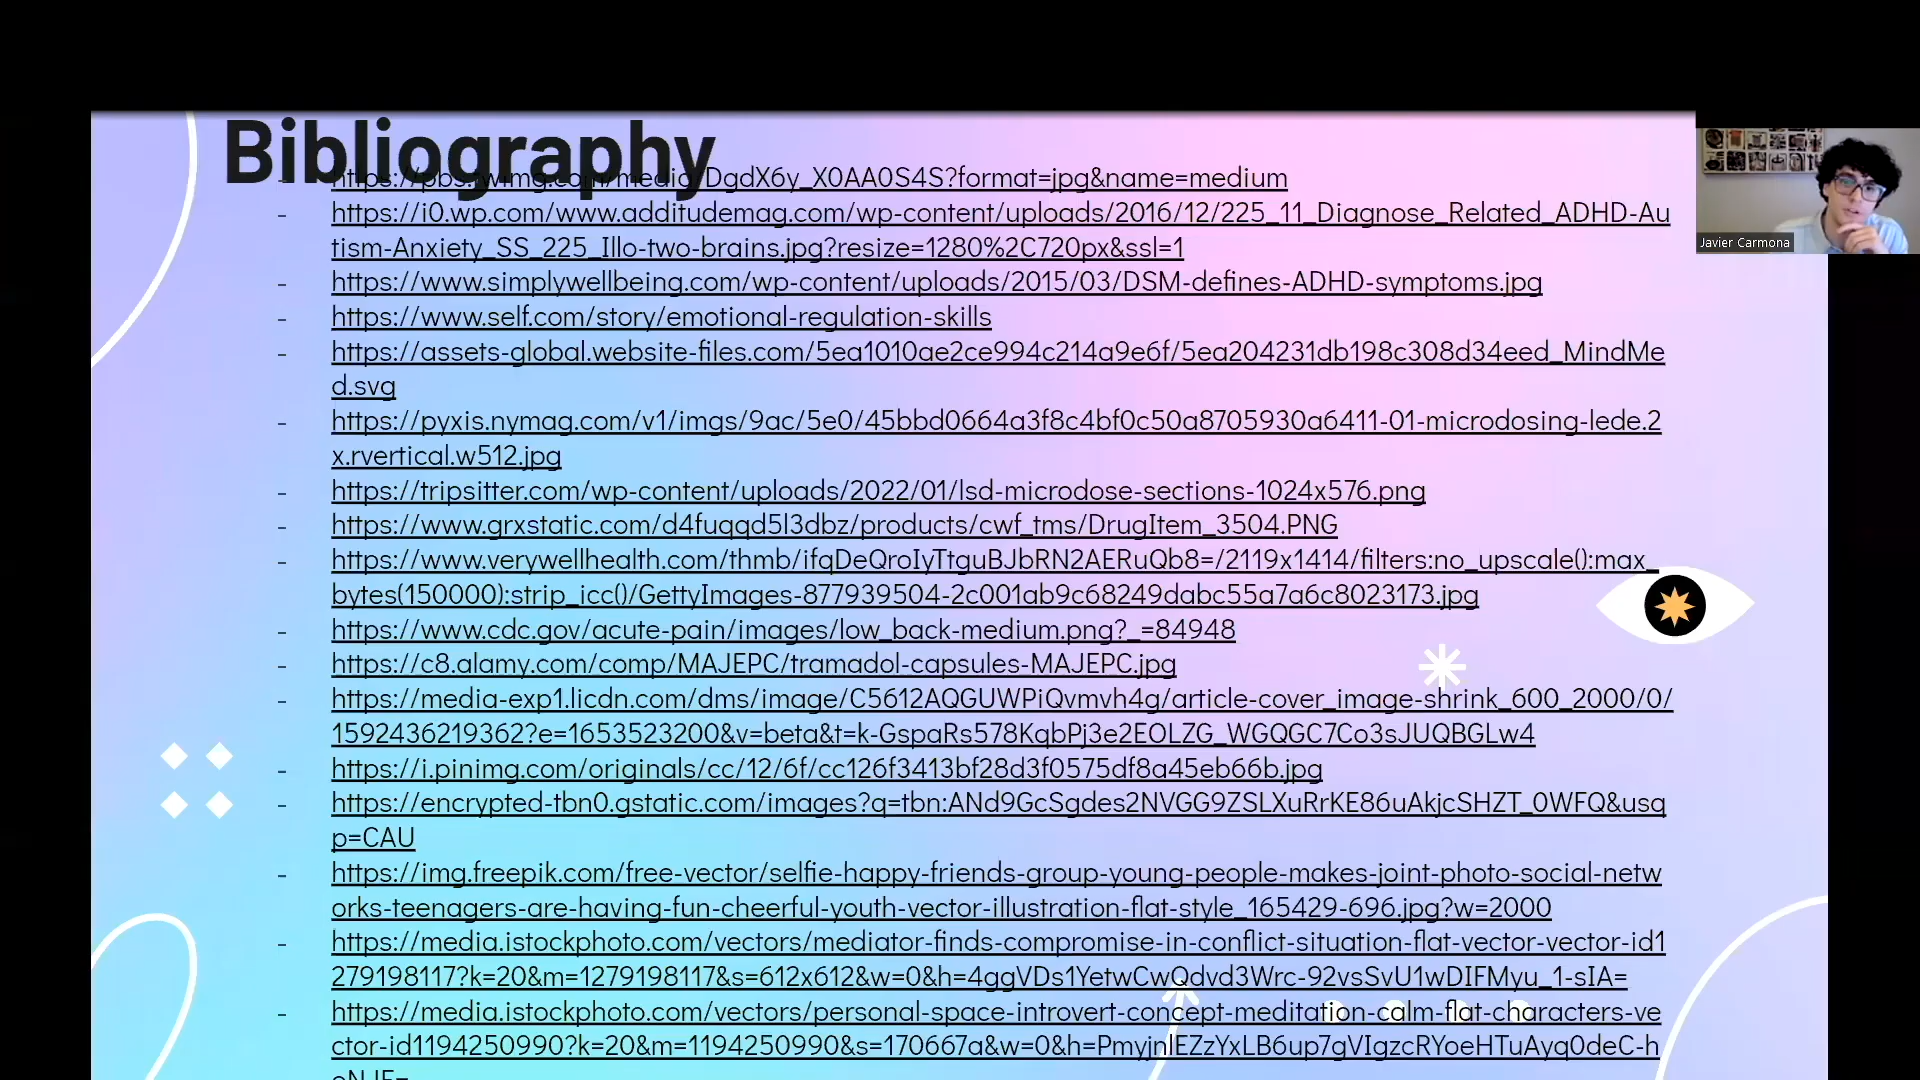 Bibliography
- https://pbs.twimg.com/media/DgdX6y_X0AA0S4S?format=jpg&name=medium
- https://i0.wp.com/www.additudemag.com/wp-content/uploads/2016/12/225_11_Diagnose_Related_ADHD-Au
tism-Anxiety_SS_225_Illo-two-brains.jpg?resize=1280%2C720px&ssl=1
- https://www.simplywellbeing.com/wp-content/uploads/2015/03/DSM-defines-ADHD-symptoms.jpg
- https://www.self.com/story/emotional-regulation-skills
- https://assets-global.website-files.com/5ea1010ae2ce994c214a9e6f/5ea204231db198c308d34eed_MindMe
d.svg
- https://pyxis.nymag.com/v1/imgs/9ac/5e0/45bbd0664a3f8c4bf0c50a8705930a6411-01-microdosing-lede.2
x.rvertical.w512.jpg
- https://tripsitter.com/wp-content/uploads/2022/01/lsd-microdose-sections-1024x576.png
- https://www.grxstatic.com/d4fuqqd5l3dbz/products/cwf_tms/DrugItem_3504.PNG
- https://www.verywellhealth.com/thmb/ifqDeQroIyTtguBJbRN2AERuQb8=/2119x1414/filters:no_upscale():max_
bytes(150000):strip_icc()/GettyImages-877939504-2c001ab9c68249dabc55a7a6c8023173.jpg
- https://www.cdc.gov/acute-pain/images/low_back-medium.png?_=84948
- https://c8.alamy.com/comp/MAJEPC/tramadol-capsules-MAJEPC.jpg
- https://media-exp1.licdn.com/dms/image/C5612AQGUWPiQvmvh4g/article-cover_image-shrink_600_2000/0/
1592436219362?e=1653523200&v=beta&t=k-GspaRs578KqbPj3e2EOLZG_WGQGC7Co3sJUQBGLw4
- https://i.pinimg.com/originals/cc/12/6f/cc126f3413bf28d3f0575df8a45eb66b.jpg
- https://encrypted-tbn0.gstatic.com/images?q=tbn:ANd9GcSgdes2NVGG9ZSLXuRrKE86uAkjcSHZT_0WFQ&usq
p=CAU
- https://img.freepik.com/free-vector/selfie-happy-friends-group-young-people-makes-joint-photo-social-netw
orks-teenagers-are-having-fun-cheerful-youth-vector-illustration-flat-style_165429-696.jpg?w=2000
- https://media.istockphoto.com/vectors/mediator-finds-compromise-in-conflict-situation-flat-vector-vector-id1
279198117?k=20&m=1279198117&s=612x612&w=0&h=4ggVDs1YetwCwQdvd3Wrc-92vsSvU1wDIFMyu_1-sIA=
- https://media.istockphoto.com/vectors/personal-space-introvert-concept-meditation-calm-flat-characters-ve
ctor-id1194250990?k=20&m=1194250990&s=170667a&w=0&h=PmyjnlEZzYxLB6up7gVIgzcRYoeHTuAyq0deC-h
Javier Carmona